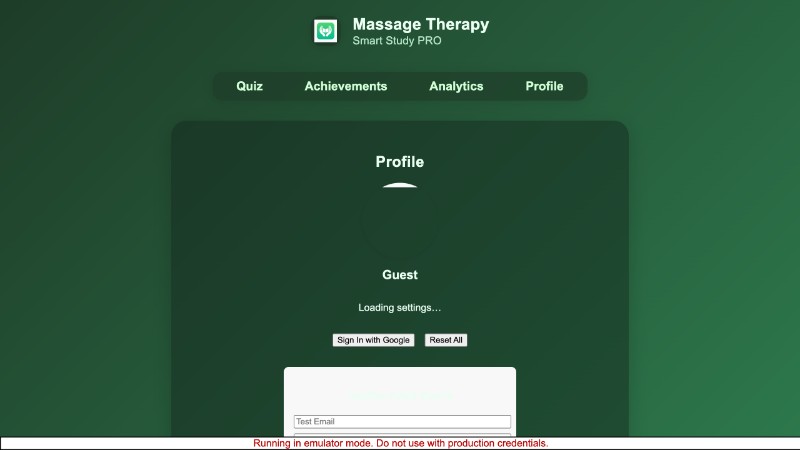 Massage Therapy
Smart Study PRO
Quiz Achievements Analytics Profile
Profile
Guest
Loading settings…
Sign In with Google Reset All
Test Email
Running in emulator mode. Do not use with production credentials.